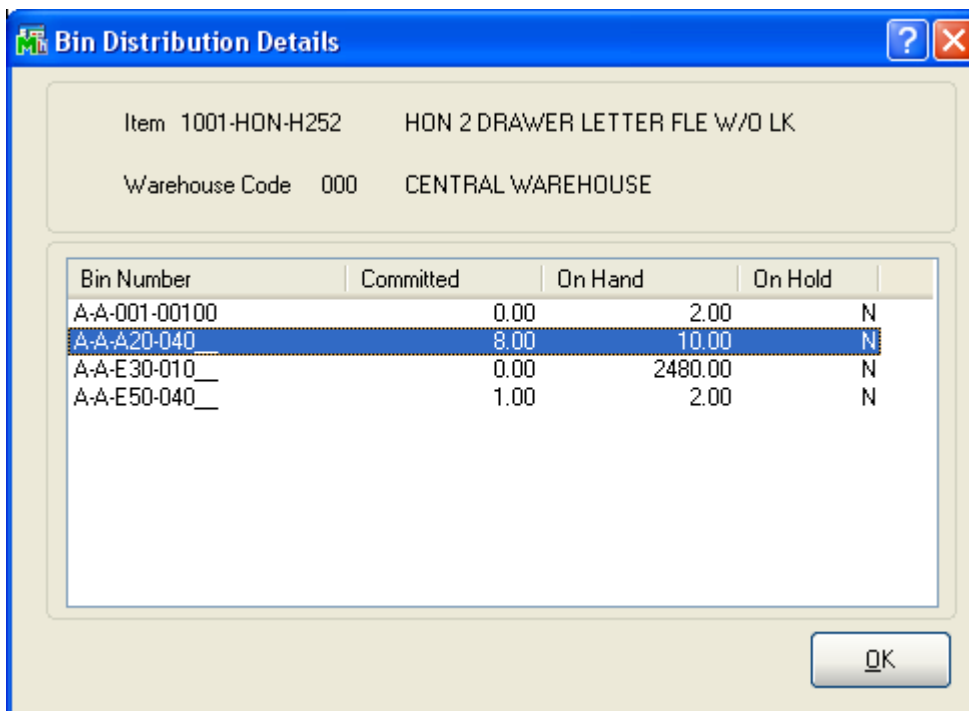 Bin Distribution Details
Item 1001-HON-H252 HON 2 DRAWER LETTER FLE W/O LK
Warehouse Code 000 CENTRAL WAREHOUSE
Bin Number Committed On Hand On Hold
A-A-001-00100 0.00 2.00 N
A-A-A20-040__ 8.00 10.00 N
A-A-E30-010__ 0.00 2480.00 N
A-A-E50-040__ 1.00 2.00 N
OK